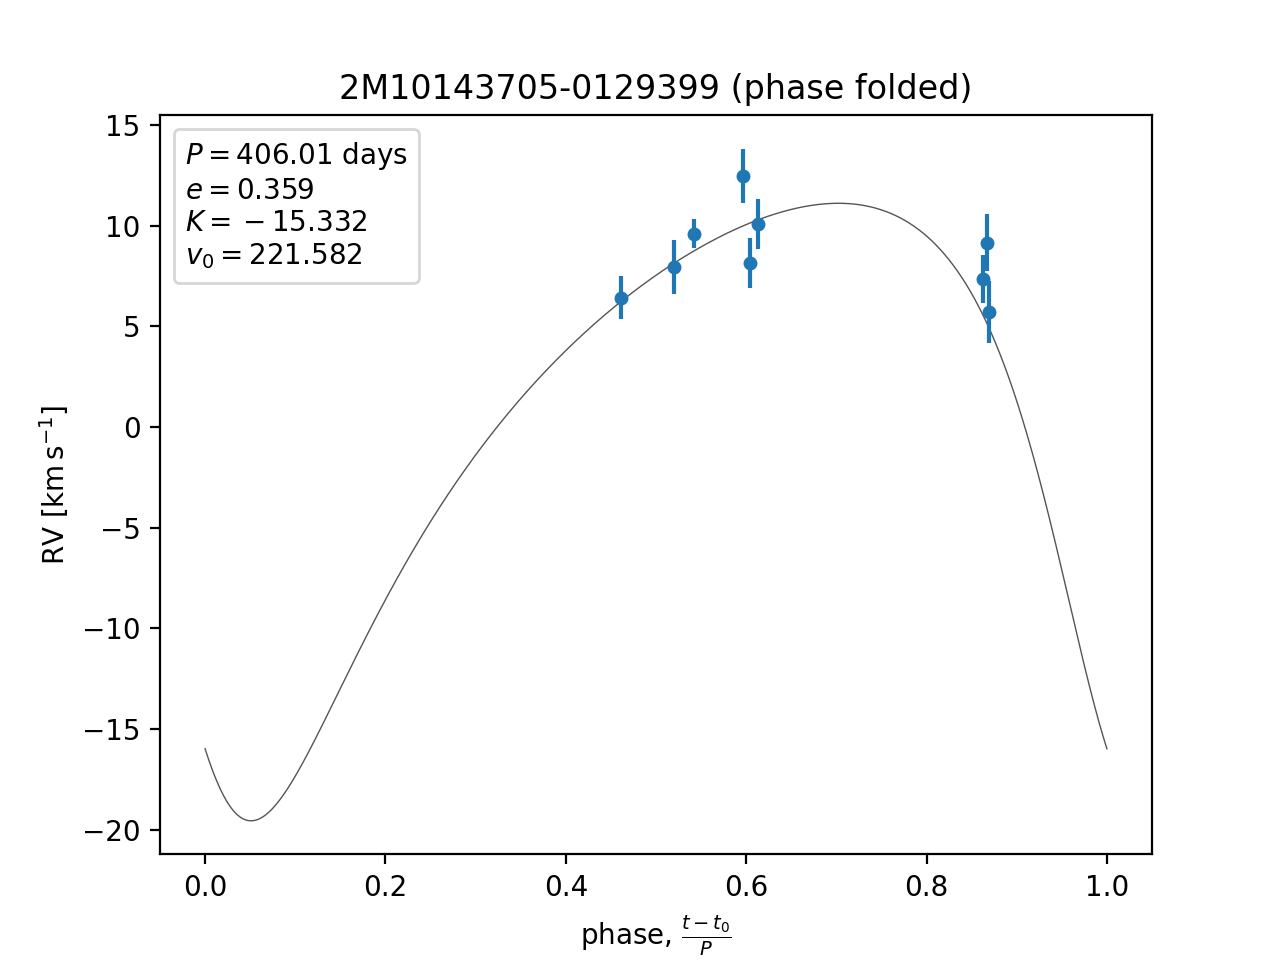 2M10143705-0129399 (phase folded)
P = 406.01 days
e = 0.359
K = −15.332
v₀ = 221.582
15
10
5
0
−5
−10
−15
−20
RV [km s⁻¹]
0.0 0.2 0.4 0.6 0.8 1.0
phase, (t − t₀)/P